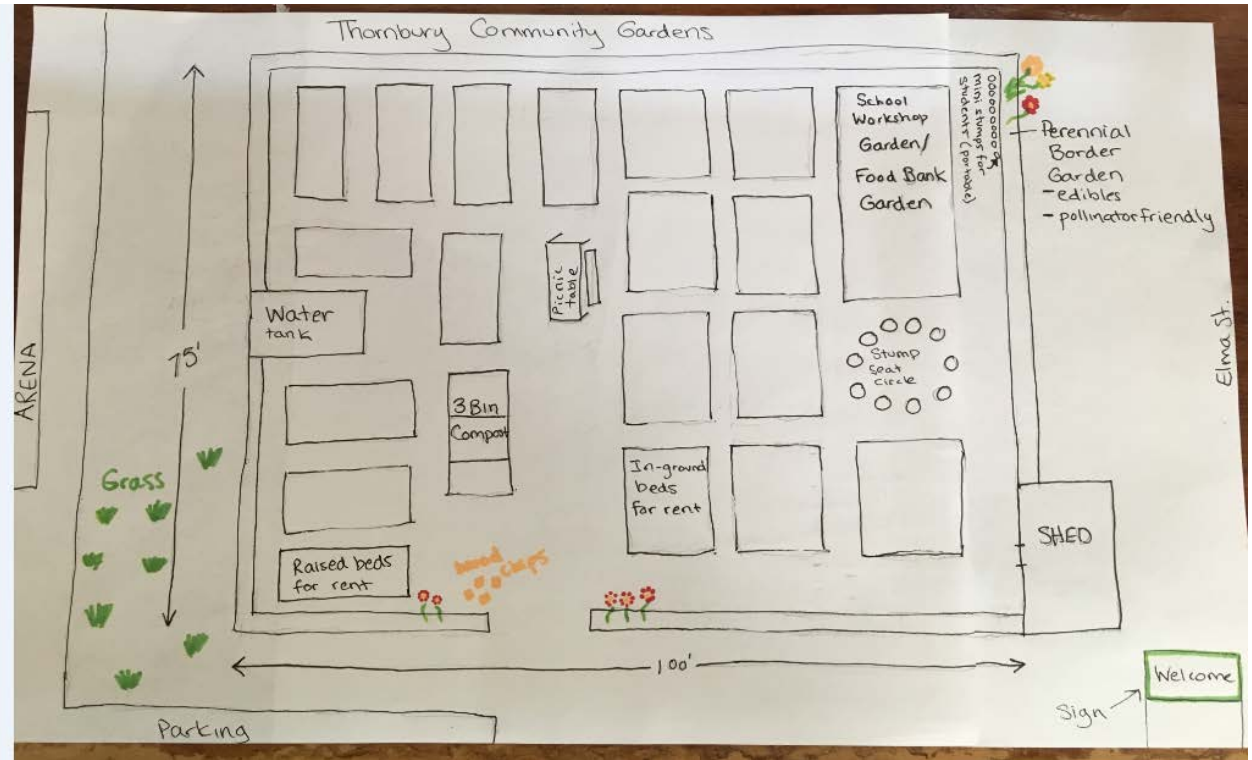 Thornbury Community Gardens
School
Workshop
Garden/
Food Bank
Garden
mini stumps for
students (portable)
Perennial
Border
Garden
-edibles
-pollinator friendly
Water
tank
Picnic
table
Stump
Seat
Circle
ARENA
75'
Elma St.
3 Bin
Compost
Grass
In-ground
beds
for rent
SHED
Raised beds
for rent
wood chips
100'
Welcome
Sign
Parking